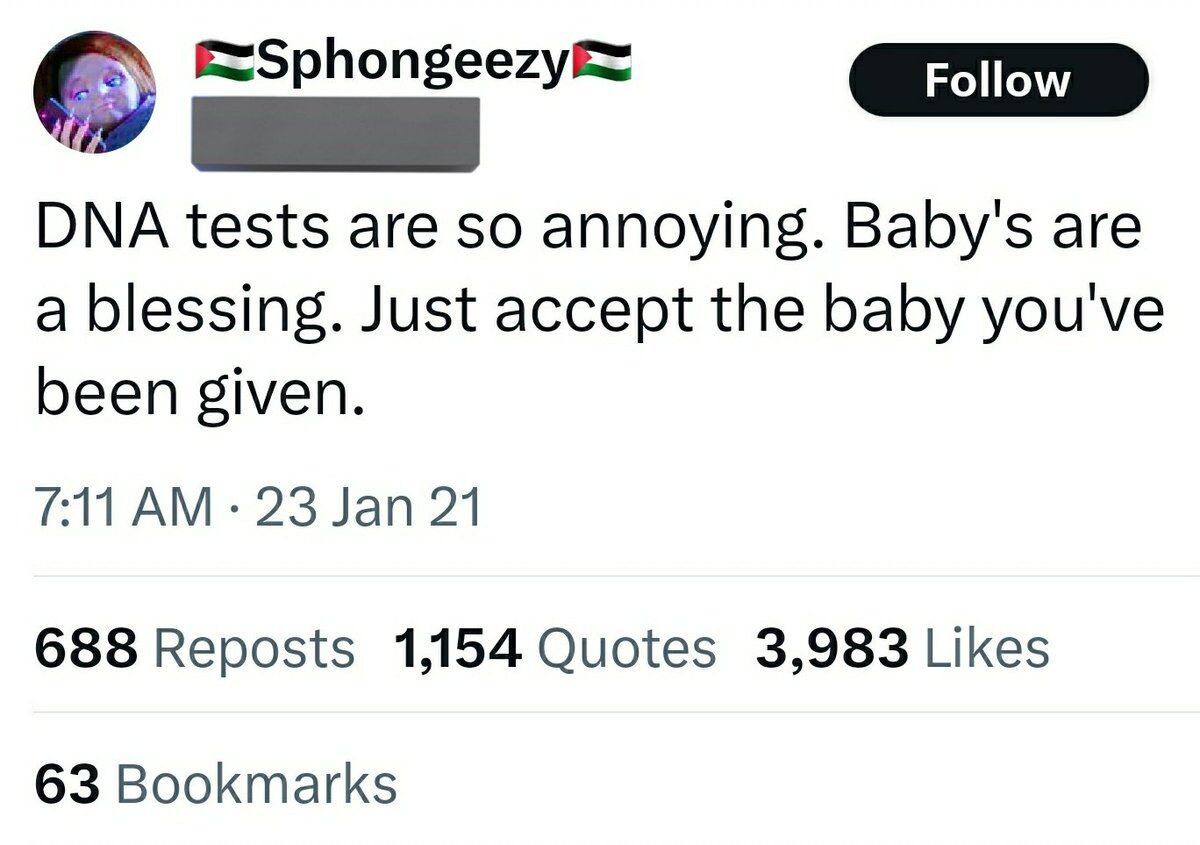 🇵🇸Sphongeezy🇵🇸
Follow
DNA tests are so annoying. Baby's are
a blessing. Just accept the baby you've
been given.
7:11 AM · 23 Jan 21
688 Reposts 1,154 Quotes 3,983 Likes
63 Bookmarks